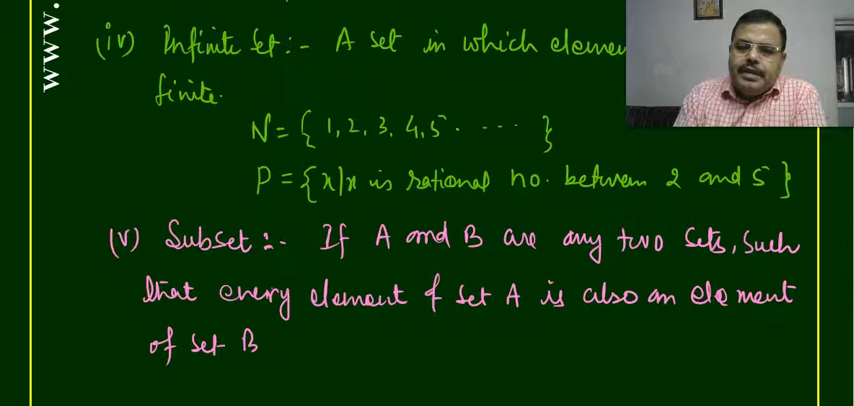 www.
(iv) Infinite set :- A set in which elemen
finite.
N = { 1, 2, 3, 4, 5 . .... }
P = {x/x is rational no. between 2 and 5 }
(v) Subset :- If A and B are any two sets, such
that every element of set A is also an element
of set B